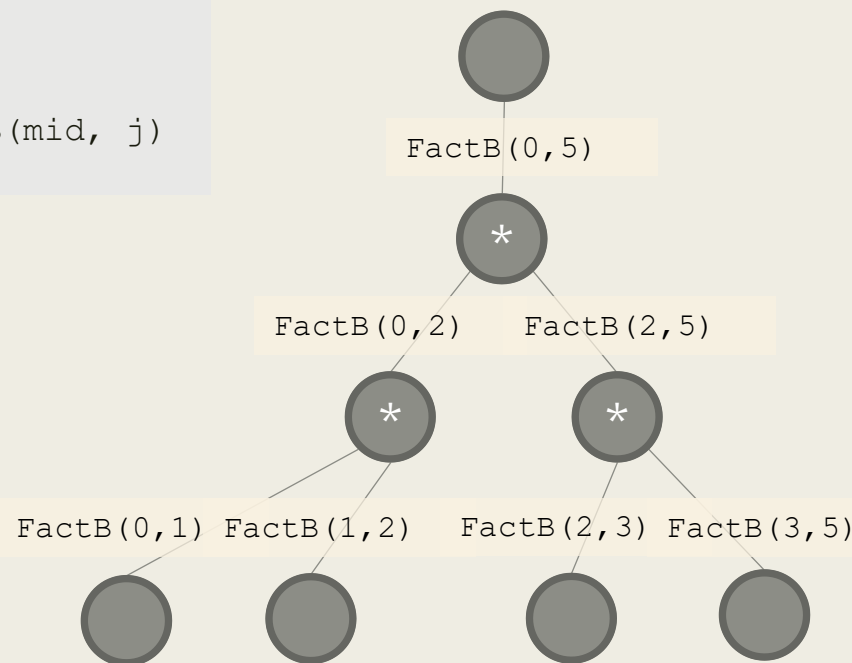 (mid, j)
FactB(0,5)
*
FactB(0,2) FactB(2,5)
* *
FactB(0,1) FactB(1,2) FactB(2,3) FactB(3,5)